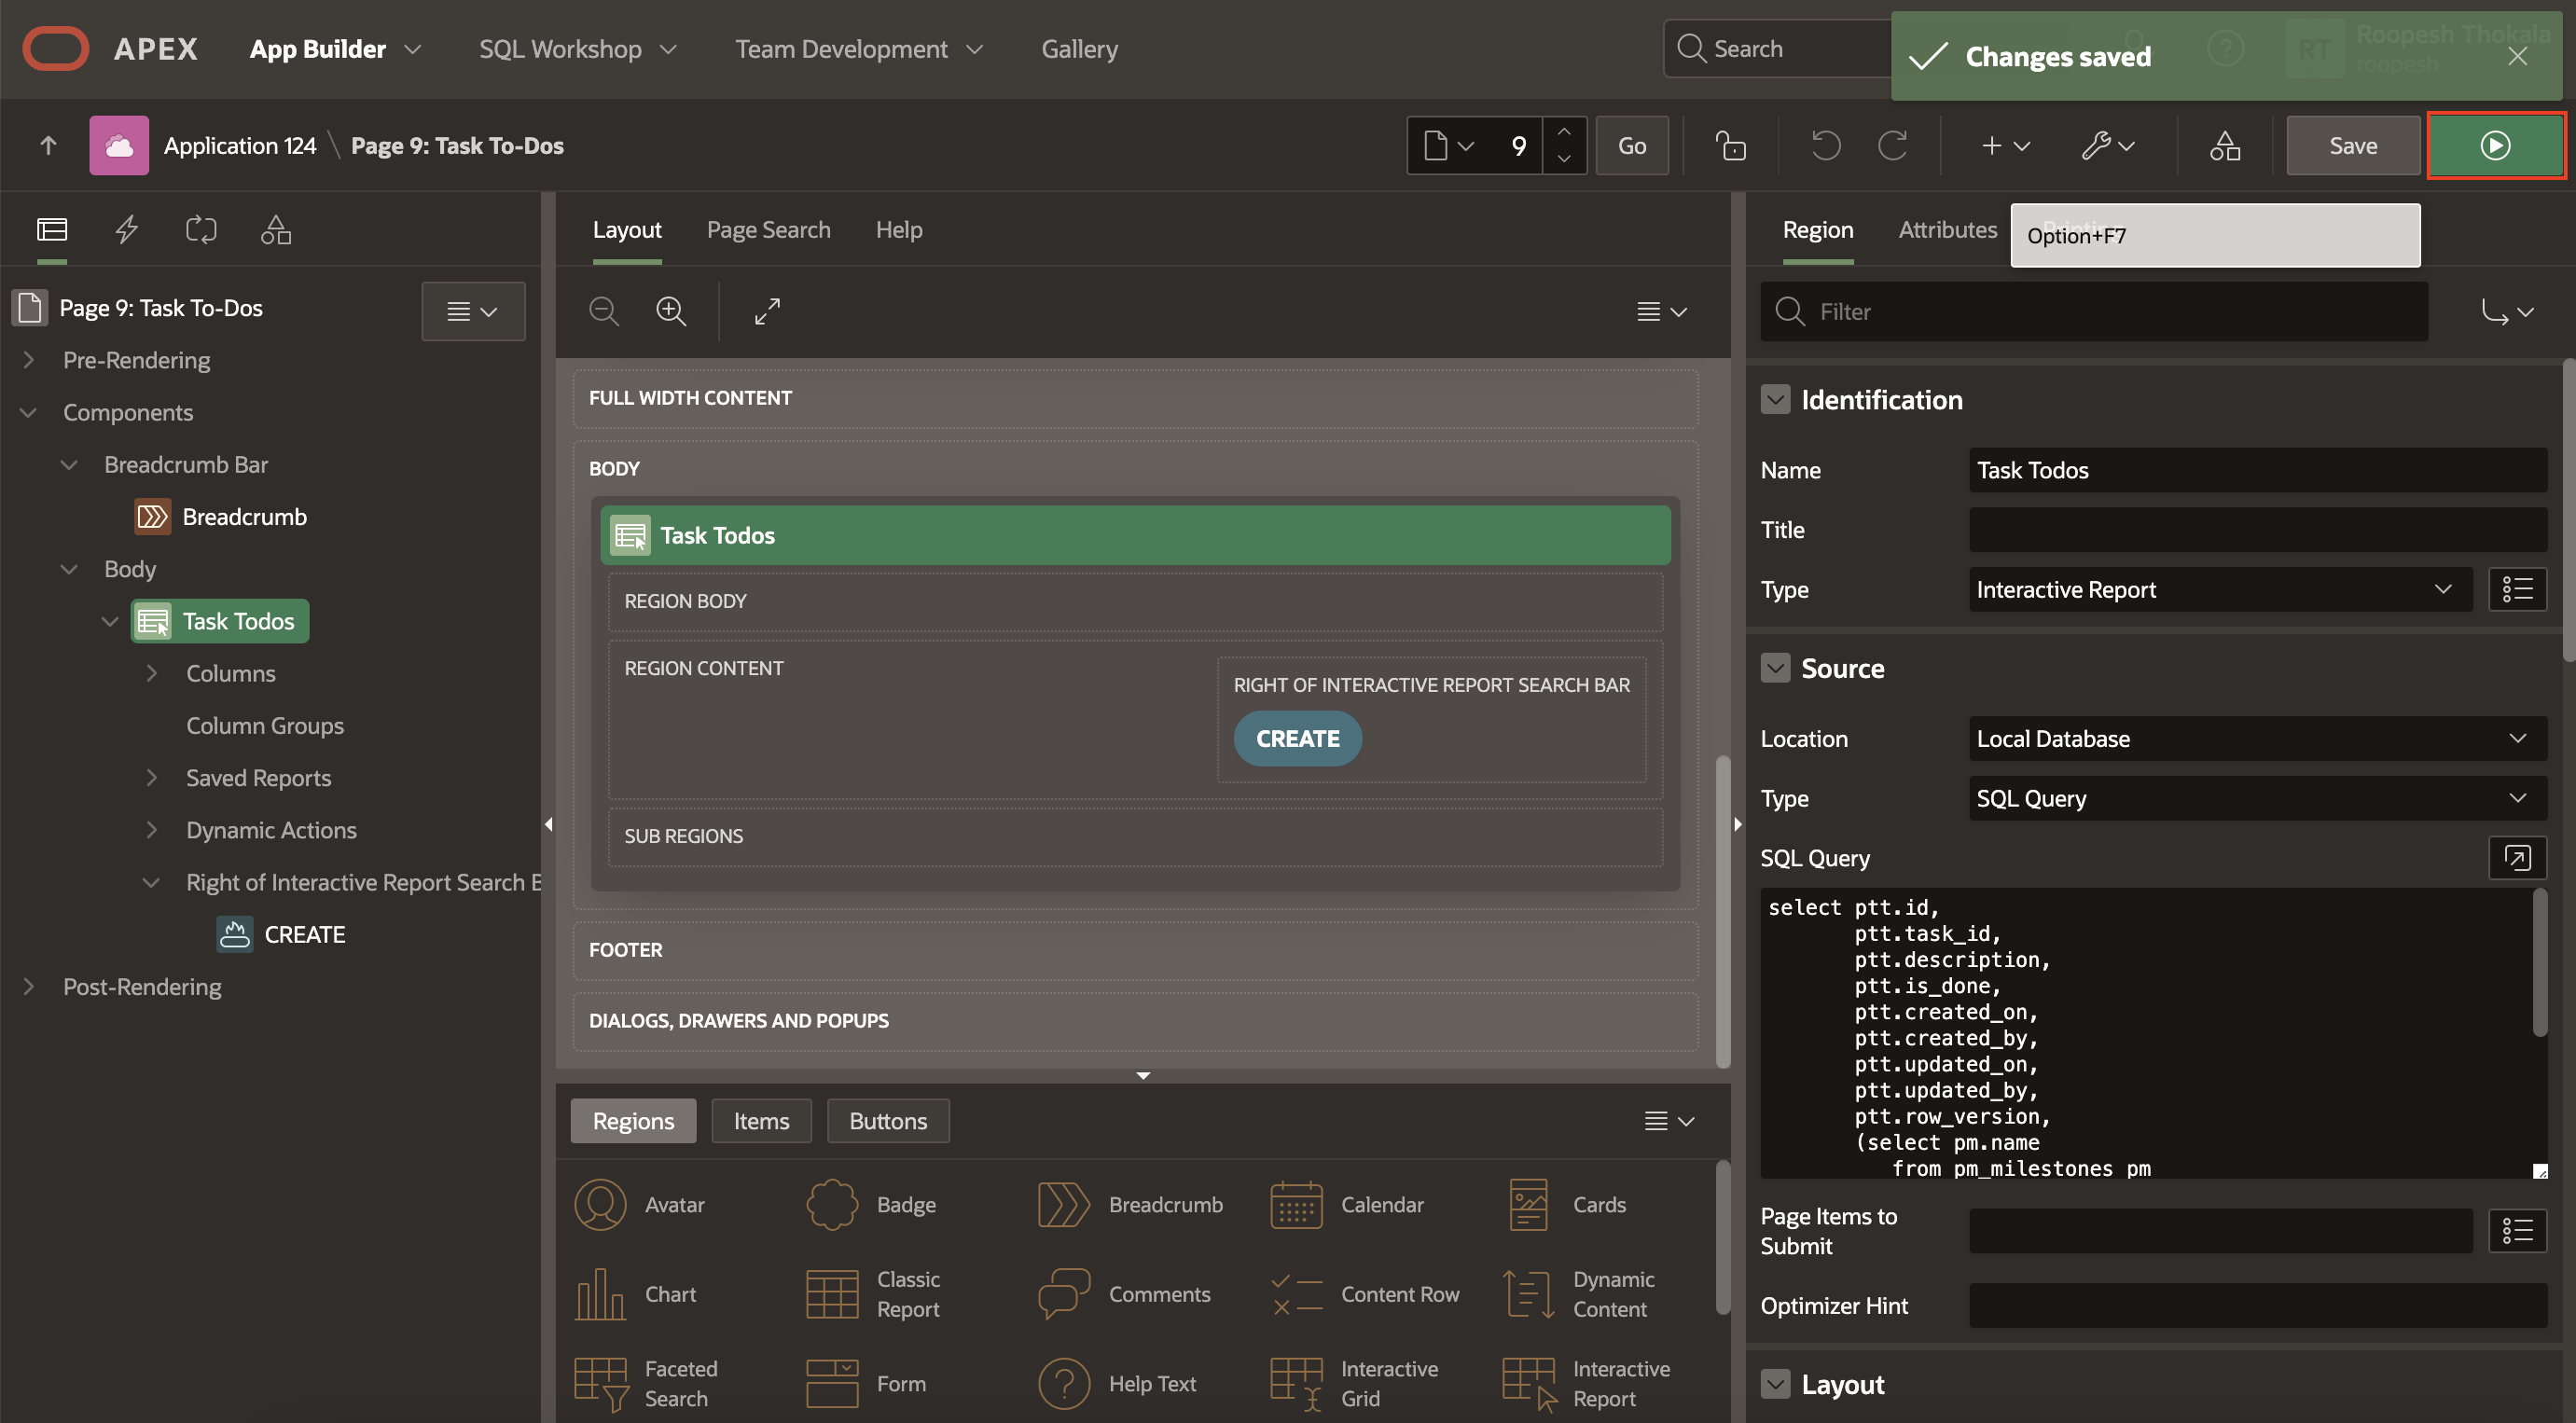 APEX
App Builder
SQL Workshop
Team Development
Gallery
Search
Changes saved
RT
Roopesh Thokala
roopesh
Application 124
Page 9: Task To-Dos
9
Go
Save
Option+F7
Layout
Page Search
Help
Region
Attributes
Page 9: Task To-Dos
Pre-Rendering
Components
Breadcrumb Bar
Breadcrumb
Body
Task Todos
Columns
Column Groups
Saved Reports
Dynamic Actions
Right of Interactive Report Search B
CREATE
Post-Rendering
FULL WIDTH CONTENT
BODY
Task Todos
REGION BODY
REGION CONTENT
RIGHT OF INTERACTIVE REPORT SEARCH BAR
CREATE
SUB REGIONS
FOOTER
DIALOGS, DRAWERS AND POPUPS
Regions
Items
Buttons
Avatar
Badge
Breadcrumb
Calendar
Cards
Chart
Classic
Report
Comments
Content Row
Dynamic
Content
Faceted
Search
Form
Help Text
Interactive
Grid
Interactive
Report
Filter
Identification
Name
Task Todos
Title
Type
Interactive Report
Source
Location
Local Database
Type
SQL Query
SQL Query
select ptt.id,
ptt.task_id,
ptt.description,
ptt.is_done,
ptt.created_on,
ptt.created_by,
ptt.updated_on,
ptt.updated_by,
ptt.row_version,
(select pm.name
from pm_milestones pm
Page Items to
Submit
Optimizer Hint
Layout